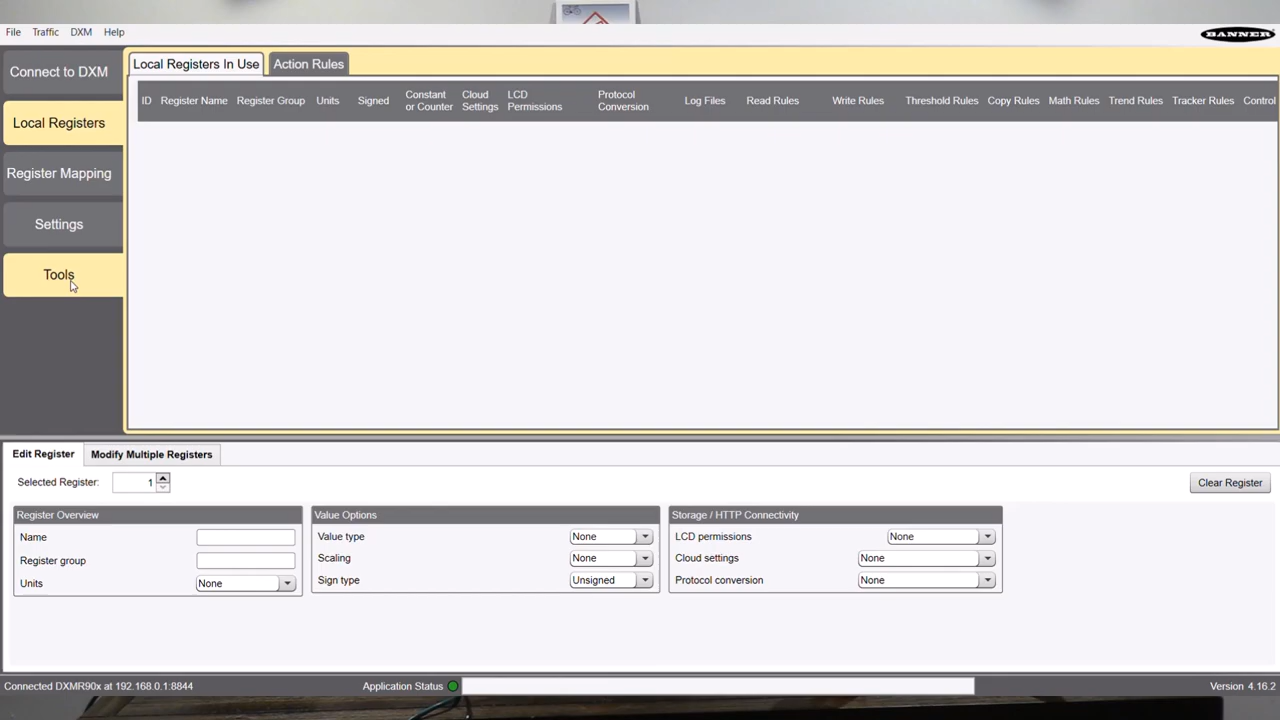 File Traffic DXM Help
BANNER
Connect to DXM
Local Registers
Register Mapping
Settings
Tools
Local Registers In Use Action Rules
ID Register Name Register Group Units Signed Constant or Counter Cloud Settings LCD Permissions Protocol Conversion Log Files Read Rules Write Rules Threshold Rules Copy Rules Math Rules Trend Rules Tracker Rules Control
Edit Register Modify Multiple Registers
Selected Register: 1 Clear Register
Register Overview
Name
Register group
Units None
Value Options
Value type None
Scaling None
Sign type Unsigned
Storage / HTTP Connectivity
LCD permissions None
Cloud settings None
Protocol conversion None
Connected DXMR90x at 192.168.0.1:8844 Application Status Version 4.16.2